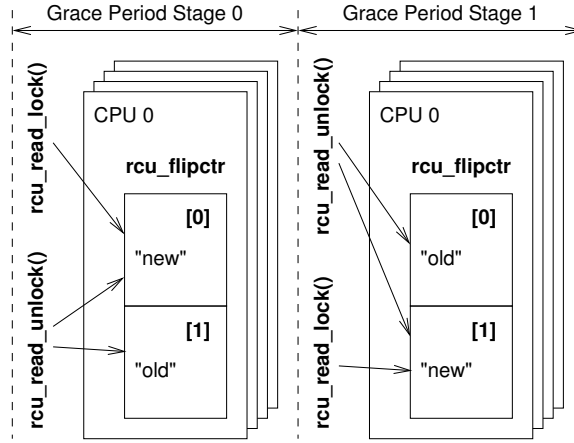 Grace Period Stage 0
Grace Period Stage 1
rcu_read_lock()
rcu_read_unlock()
CPU 0
rcu_flipctr
[0]
"new"
[1]
"old"
rcu_read_unlock()
rcu_read_lock()
CPU 0
rcu_flipctr
[0]
"old"
[1]
"new"